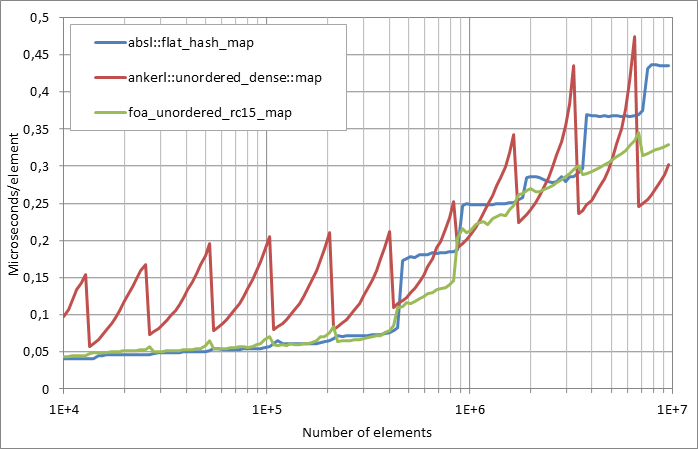 0,5
0,45
0,4
0,35
0,3
0,25
0,2
0,15
0,1
0,05
0
Microseconds/element
absl::flat_hash_map
ankerl::unordered_dense::map
foa_unordered_rc15_map
1E+4
1E+5
1E+6
1E+7
Number of elements